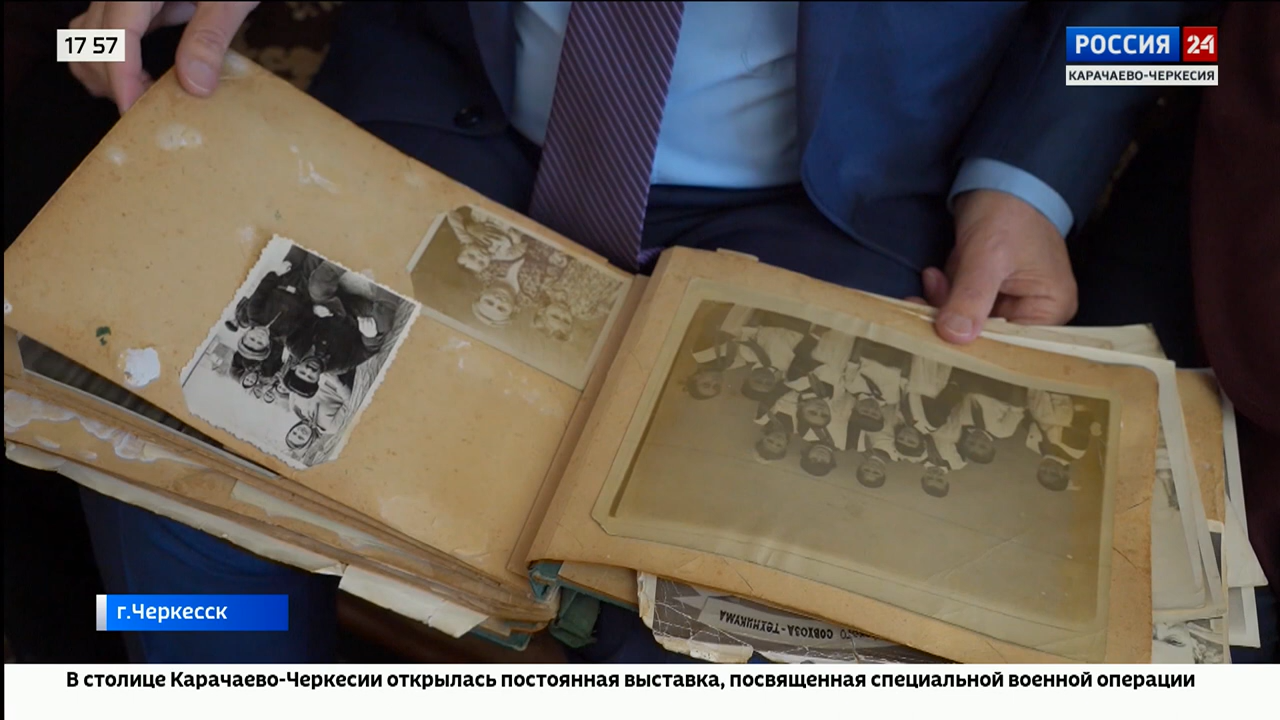 17 57
РОССИЯ 24
КАРАЧАЕВО-ЧЕРКЕСИЯ
СОВХОЗА-ТЕХНИКУМА
г.Черкесск
В столице Карачаево-Черкесии открылась постоянная выставка, посвященная специальной военной операции